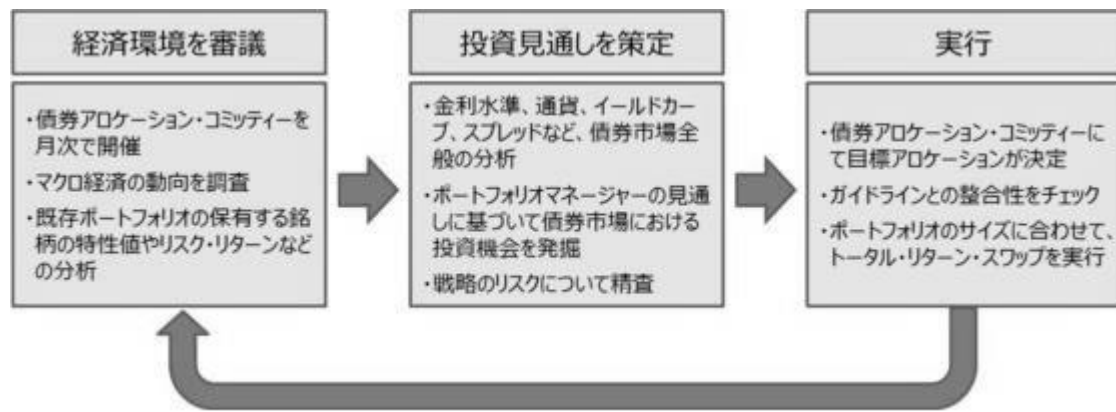 経済環境を審議
・債券アロケーション・コミッティーを
月次で開催
・マクロ経済の動向を調査
・既存ポートフォリオの保有する銘
柄の特性値やリスク・リターンなど
の分析
投資見通しを策定
・金利水準、通貨、イールドカー
ブ、スプレッドなど、債券市場全
般の分析
・ポートフォリオマネージャーの見通
しに基づいて債券市場における
投資機会を発掘
・戦略のリスクについて精査
実行
・債券アロケーション・コミッティーに
て目標アロケーションが決定
・ガイドラインとの整合性をチェック
・ポートフォリオのサイズに合わせて、
トータル・リターン・スワップを実行